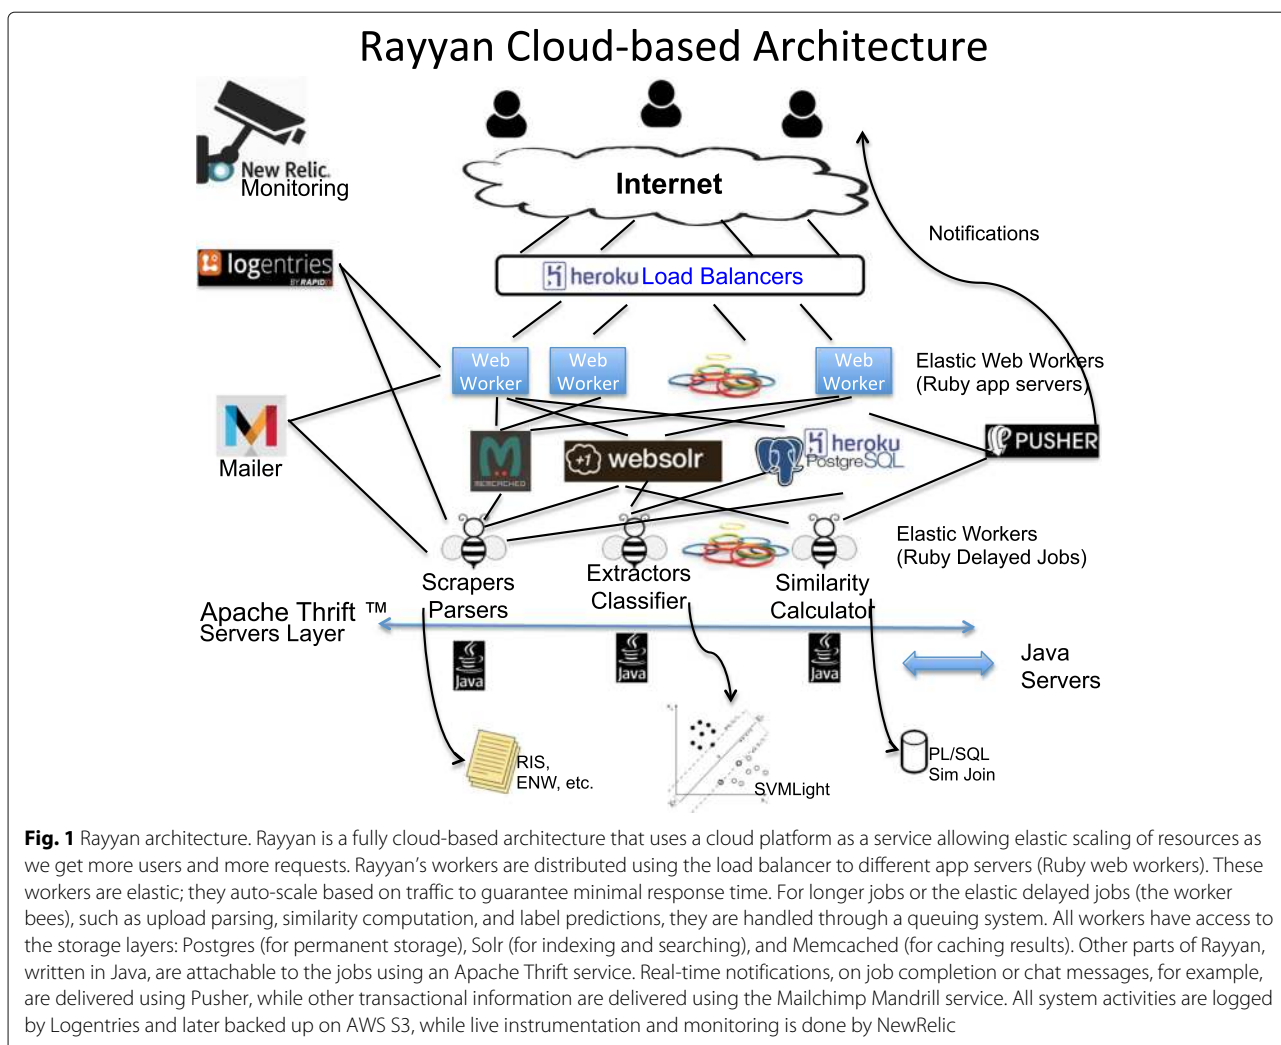 Rayyan Cloud-based Architecture
New Relic.
Monitoring
Internet
Notifications
logentries
BY RAPID7
heroku Load Balancers
Web
Worker
Web
Worker
Web
Worker
Elastic Web Workers
(Ruby app servers)
Mailer
MEMCACHED
+1 websolr
heroku
PostgreSQL
PUSHER
Elastic Workers
(Ruby Delayed Jobs)
Scrapers
Parsers
Extractors
Classifier
Similarity
Calculator
Apache Thrift ™
Servers Layer
Java
Java
Java
Java
Servers
RIS,
ENW, etc.
SVMLight
PL/SQL
Sim Join
Fig. 1 Rayyan architecture. Rayyan is a fully cloud-based architecture that uses a cloud platform as a service allowing elastic scaling of resources as
we get more users and more requests. Rayyan's workers are distributed using the load balancer to different app servers (Ruby web workers). These
workers are elastic; they auto-scale based on traffic to guarantee minimal response time. For longer jobs or the elastic delayed jobs (the worker
bees), such as upload parsing, similarity computation, and label predictions, they are handled through a queuing system. All workers have access to
the storage layers: Postgres (for permanent storage), Solr (for indexing and searching), and Memcached (for caching results). Other parts of Rayyan,
written in Java, are attachable to the jobs using an Apache Thrift service. Real-time notifications, on job completion or chat messages, for example,
are delivered using Pusher, while other transactional information are delivered using the Mailchimp Mandrill service. All system activities are logged
by Logentries and later backed up on AWS S3, while live instrumentation and monitoring is done by NewRelic